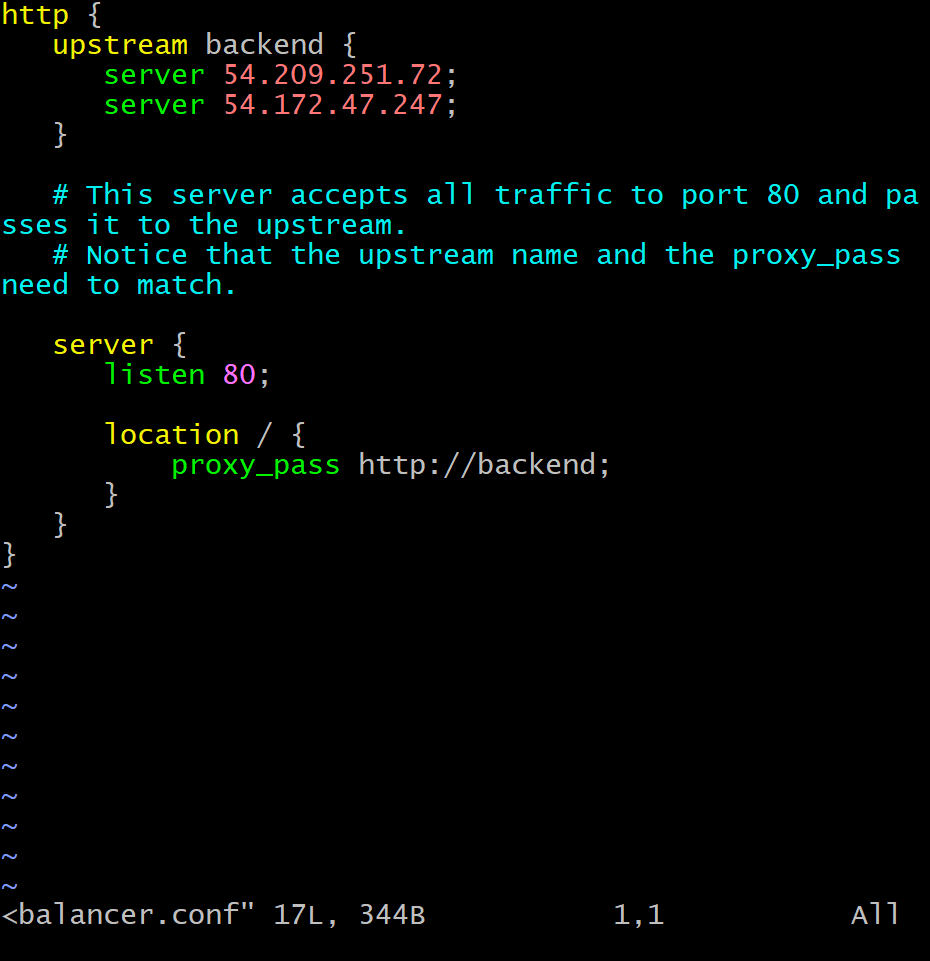 http {
   upstream backend {
      server 54.209.251.72;
      server 54.172.47.247;
   }

   # This server accepts all traffic to port 80 and pa
sses it to the upstream.
   # Notice that the upstream name and the proxy_pass
need to match.

   server {
      listen 80;

      location / {
          proxy_pass http://backend;
      }
   }
}
~
~
~
~
~
~
~
~
~
~
~
<balancer.conf" 17L, 344B 1,1 All